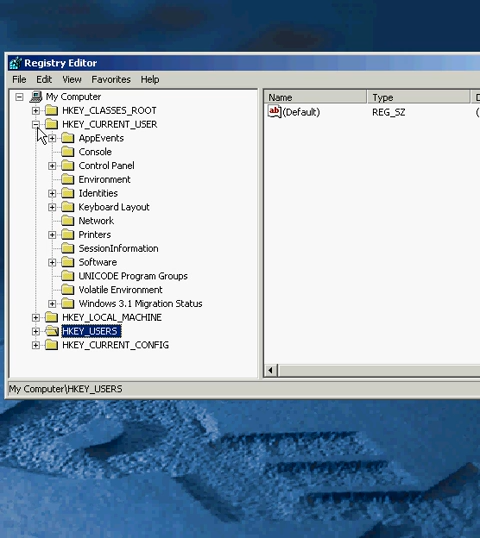 Registry Editor
File Edit View Favorites Help
My Computer
HKEY_CLASSES_ROOT
HKEY_CURRENT_USER
AppEvents
Console
Control Panel
Environment
Identities
Keyboard Layout
Network
Printers
SessionInformation
Software
UNICODE Program Groups
Volatile Environment
Windows 3.1 Migration Status
HKEY_LOCAL_MACHINE
HKEY_USERS
HKEY_CURRENT_CONFIG
Name Type D
ab (Default) REG_SZ (
My Computer\HKEY_USERS